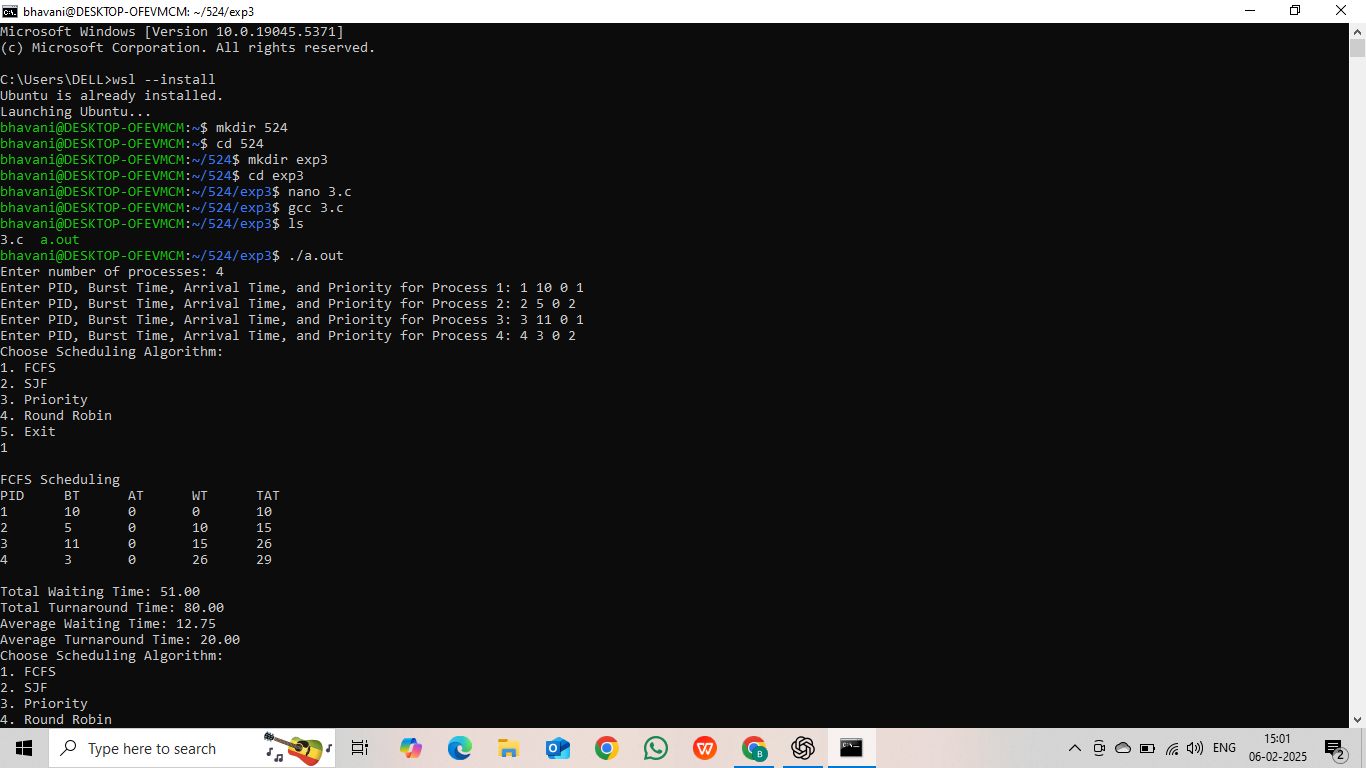 bhavani@DESKTOP-OFEVMCM: ~/524/exp3
Microsoft Windows [Version 10.0.19045.5371]
(c) Microsoft Corporation. All rights reserved.
C:\Users\DELL>wsl --install
Ubuntu is already installed.
Launching Ubuntu...
bhavani@DESKTOP-OFEVMCM:~$ mkdir 524
bhavani@DESKTOP-OFEVMCM:~$ cd 524
bhavani@DESKTOP-OFEVMCM:~/524$ mkdir exp3
bhavani@DESKTOP-OFEVMCM:~/524$ cd exp3
bhavani@DESKTOP-OFEVMCM:~/524/exp3$ nano 3.c
bhavani@DESKTOP-OFEVMCM:~/524/exp3$ gcc 3.c
bhavani@DESKTOP-OFEVMCM:~/524/exp3$ ls
3.c  a.out
bhavani@DESKTOP-OFEVMCM:~/524/exp3$ ./a.out
Enter number of processes: 4
Enter PID, Burst Time, Arrival Time, and Priority for Process 1: 1 10 0 1
Enter PID, Burst Time, Arrival Time, and Priority for Process 2: 2 5 0 2
Enter PID, Burst Time, Arrival Time, and Priority for Process 3: 3 11 0 1
Enter PID, Burst Time, Arrival Time, and Priority for Process 4: 4 3 0 2
Choose Scheduling Algorithm:
1. FCFS
2. SJF
3. Priority
4. Round Robin
5. Exit
1
FCFS Scheduling
PID     BT      AT      WT      TAT
1       10      0       0       10
2       5       0       10      15
3       11      0       15      26
4       3       0       26      29
Total Waiting Time: 51.00
Total Turnaround Time: 80.00
Average Waiting Time: 12.75
Average Turnaround Time: 20.00
Choose Scheduling Algorithm:
1. FCFS
2. SJF
3. Priority
4. Round Robin
Type here to search
ENG
15:01
06-02-2025
2